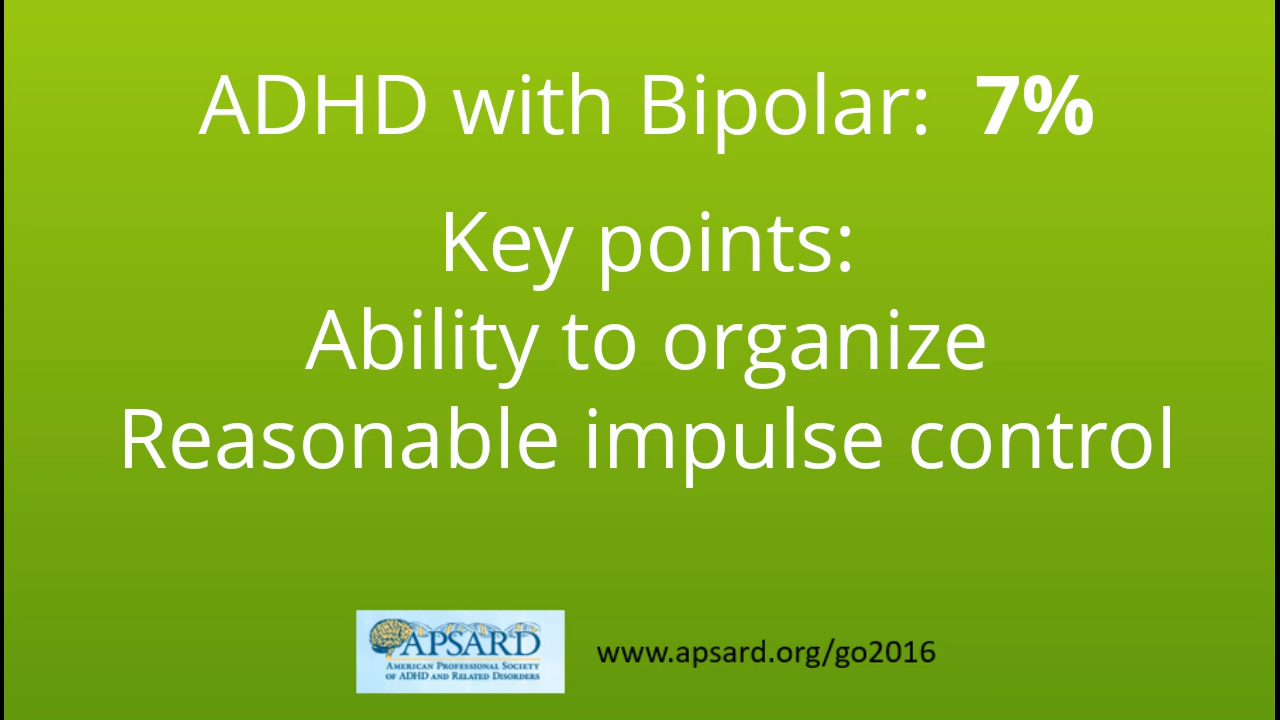 ADHD with Bipolar: 7%
Key points:
Ability to organize
Reasonable impulse control
APSARD
AMERICAN PROFESSIONAL SOCIETY
OF ADHD AND RELATED DISORDERS
www.apsard.org/go2016